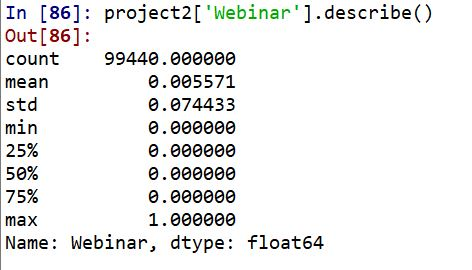 In [86]: project2['Webinar'].describe()
Out[86]:
count    99440.000000
mean         0.005571
std          0.074433
min          0.000000
25%          0.000000
50%          0.000000
75%          0.000000
max          1.000000
Name: Webinar, dtype: float64